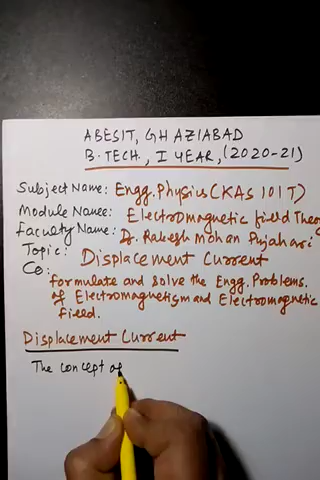 ABESIT, GHAZIABAD
B.TECH., I YEAR, (2020-21)
Subject Name: Engg. Physics (KAS 101T)
Module Name: Electromagnetic field Theory
Faculty Name: Dr. Rakesh Mohan Pujahari
Topic: Displacement Current
CO: formulate and solve the Engg. Problems
of Electromagnetism and Electromagnetic
field.
Displacement Current
The concept of